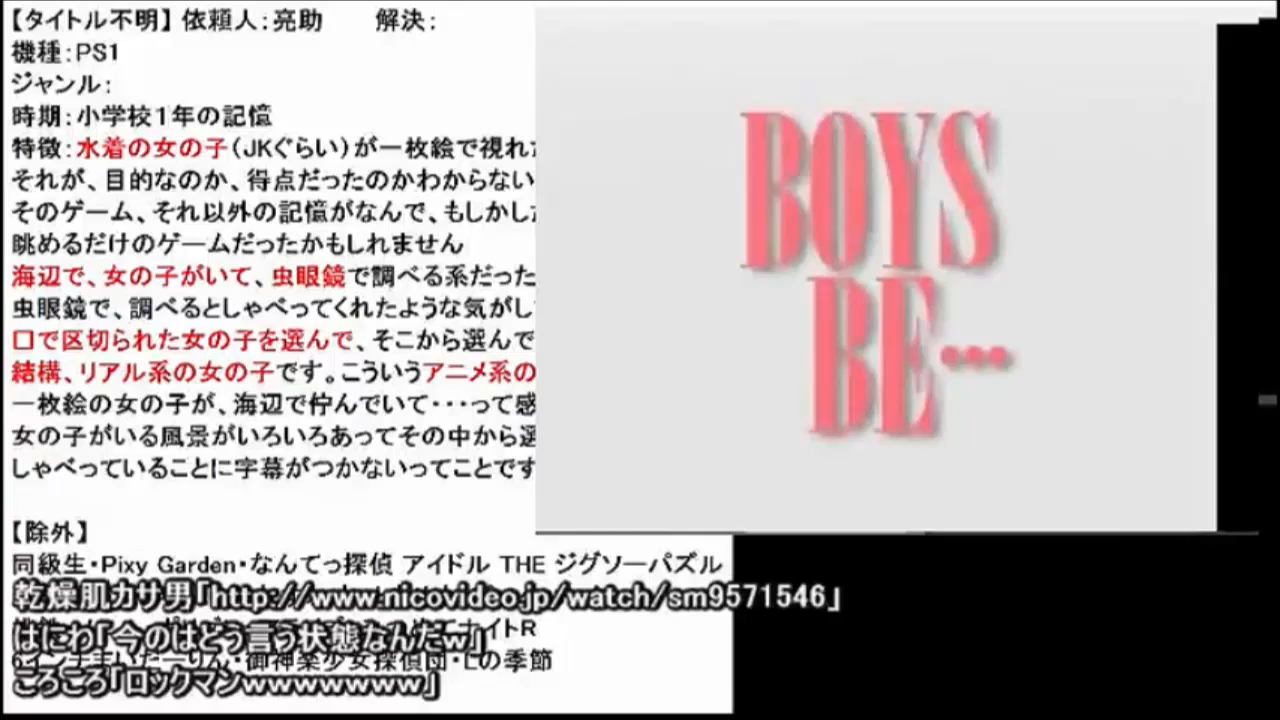 【タイトル不明】依頼人：亮助　　解決：
機種：PS1
ジャンル：
時期：小学校１年の記憶
特徴：水着の女の子（JKぐらい）が一枚絵で視れ
それが、目的なのか、得点だったのかわからない
そのゲーム、それ以外の記憶がなんで、もしかし
眺めるだけのゲームだったかもしれません
海辺で、女の子がいて、虫眼鏡で調べる系だった
虫眼鏡で、調べるとしゃべってくれたような気がし
口で区切られた女の子を選んで、そこから選んで
結構、リアル系の女の子です。こういうアニメ系の
一枚絵の女の子が、海辺で佇んでいて・・・って感
女の子がいる風景がいろいろあってその中から選
しゃべっていることに字幕がつかないってことです
BOYS
BE…
【除外】
同級生・Pixy Garden・なんてっ探偵 アイドル THE ジグソーパズル
乾燥肌カサ男「http://www.nicovideo.jp/watch/sm9571546」
ナイトR
はにわ「今のはどう言う状態なんだw」
御神楽少女探偵団・Lの季節
ころころ「ロックマンwwwwwwww」